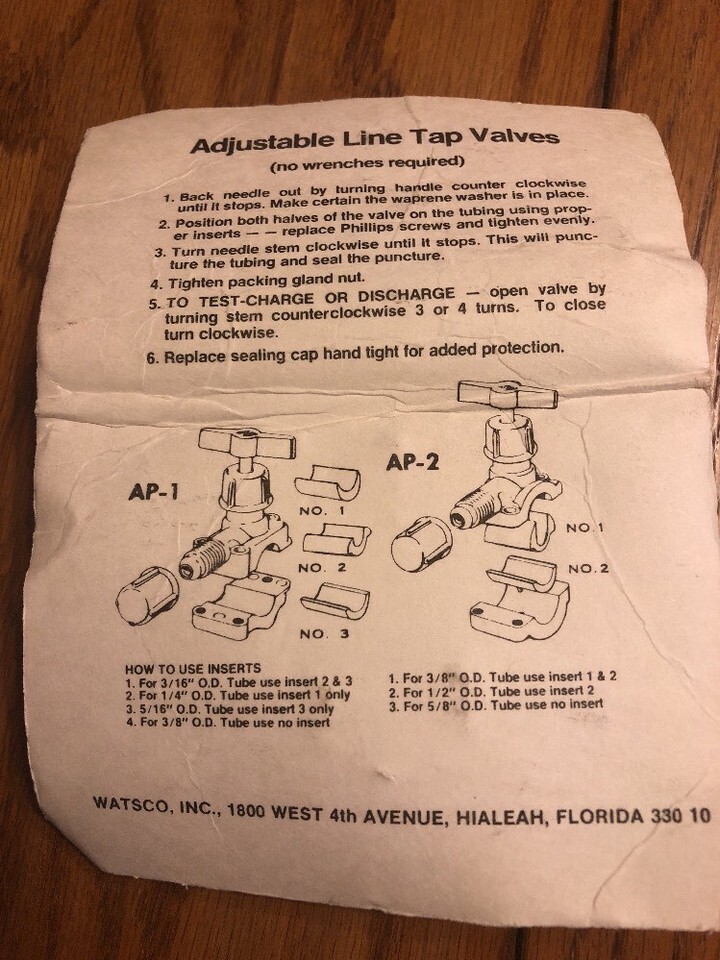 Adjustable Line Tap Valves
(no wrenches required)
1. Back needle out by turning handle counter clockwise
until it stops. Make certain the waprene washer is in place.
2. Position both halves of the valve on the tubing using prop-
er inserts — — replace Phillips screws and tighten evenly.
3. Turn needle stem clockwise until it stops. This will punc-
ture the tubing and seal the puncture.
4. Tighten packing gland nut.
5. TO TEST-CHARGE OR DISCHARGE — open valve by
turning stem counterclockwise 3 or 4 turns. To close
turn clockwise.
6. Replace sealing cap hand tight for added protection.
AP-1
NO. 1
NO. 2
NO. 3
AP-2
NO.1
NO.2
HOW TO USE INSERTS
1. For 3/16" O.D. Tube use insert 2 & 3
2. For 1/4" O.D. Tube use insert 1 only
3. 5/16" O.D. Tube use insert 3 only
4. For 3/8" O.D. Tube use no insert
1. For 3/8" O.D. Tube use insert 1 & 2
2. For 1/2" O.D. Tube use insert 2
3. For 5/8" O.D. Tube use no insert
WATSCO, INC., 1800 WEST 4th AVENUE, HIALEAH, FLORIDA 330 10